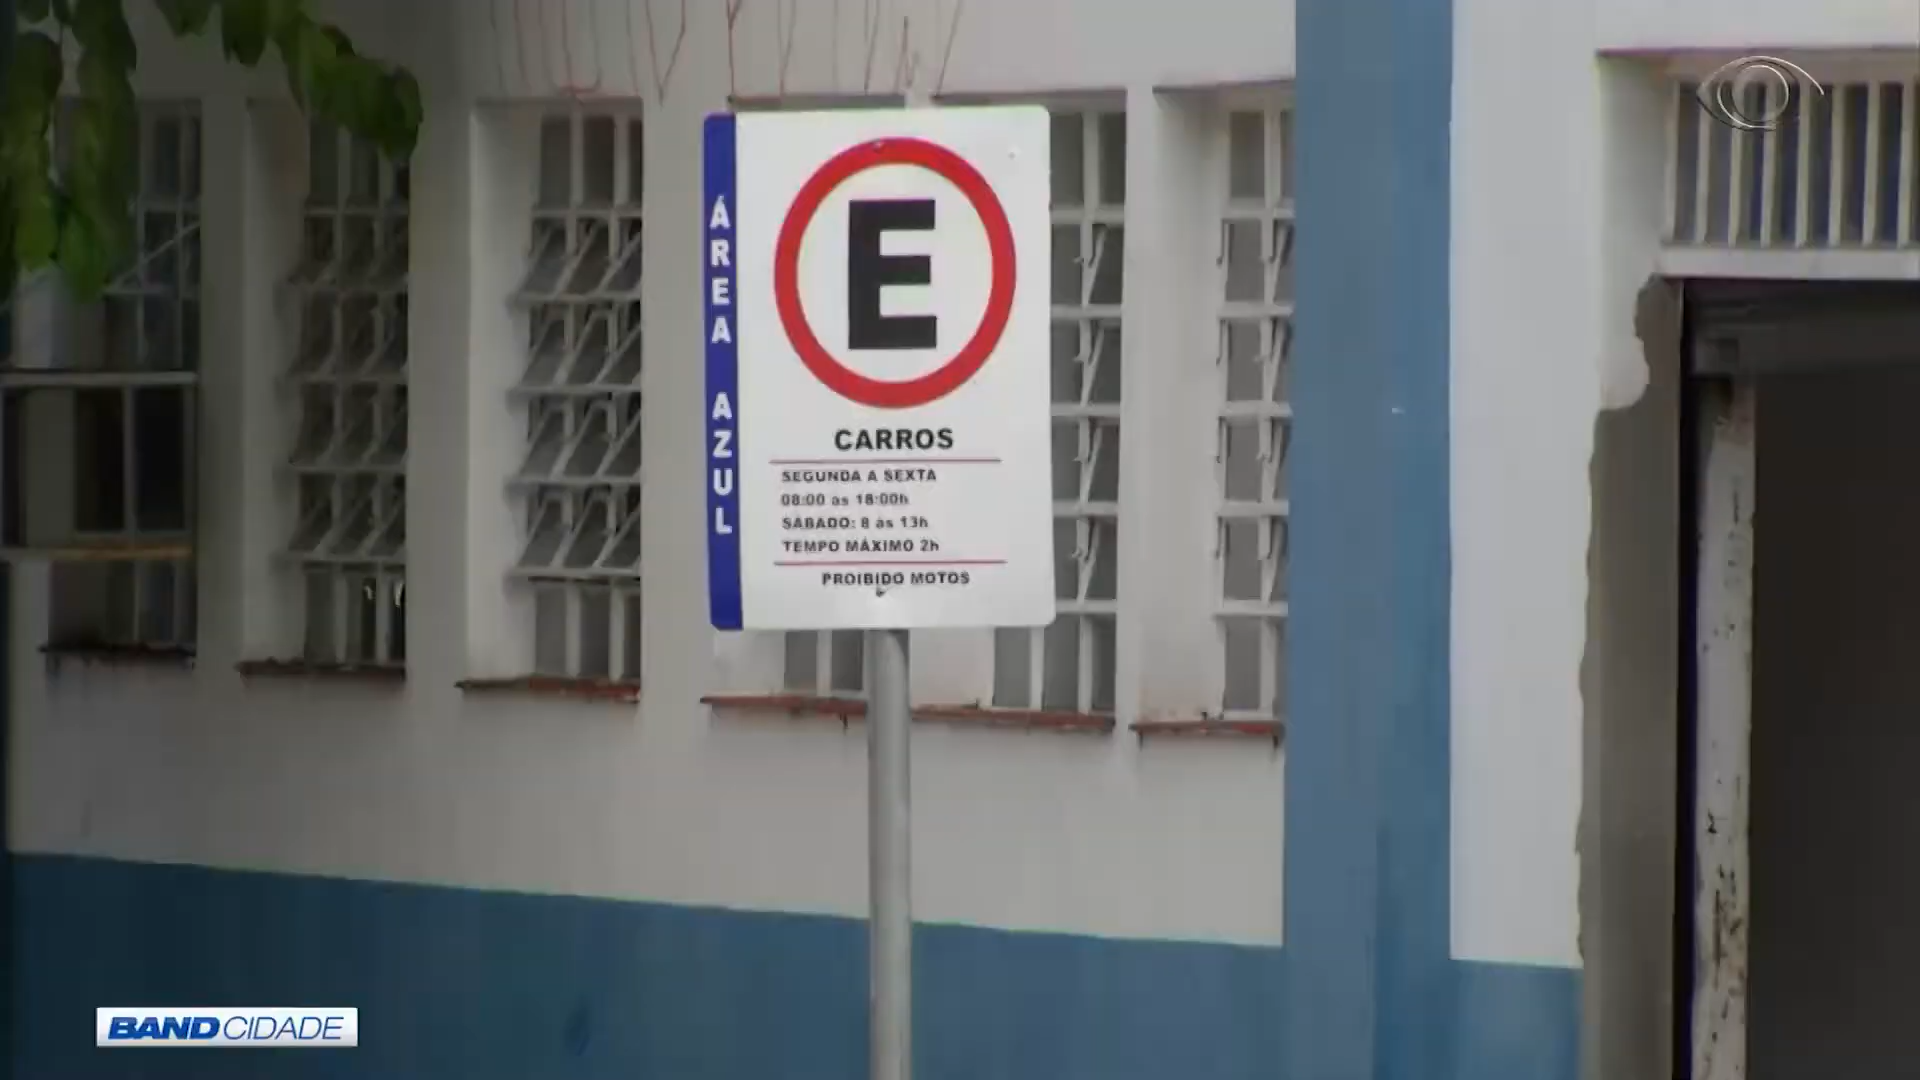 ÁREA AZUL
E
CARROS
SEGUNDA A SEXTA
08:00 as 18:00h
SABADO: 8 às 13h
TEMPO MÁXIMO 2h
PROIBIDO MOTOS
BAND CIDADE